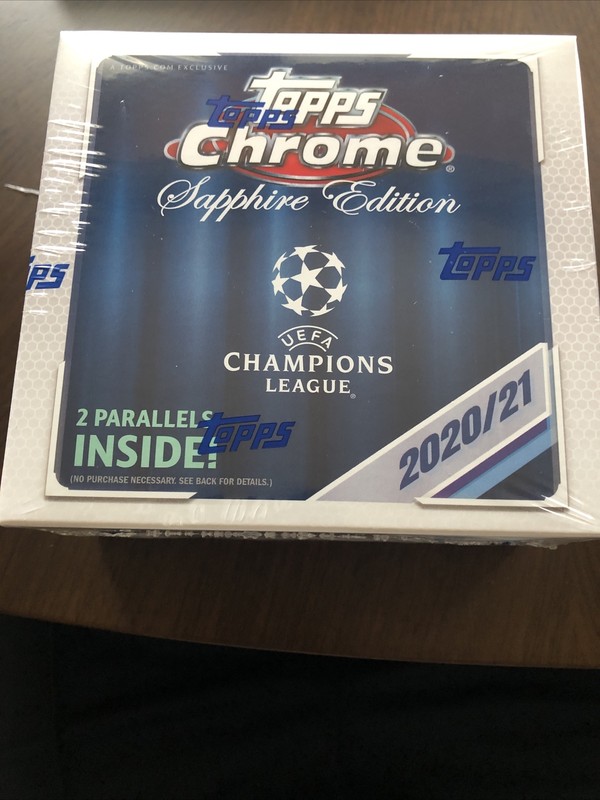 A TOPPS.COM EXCLUSIVE
topps
topps
Chrome®
Sapphire Edition
topps
UEFA
CHAMPIONS
LEAGUE®
2020/21
2 PARALLELS
INSIDE!
topps
(NO PURCHASE NECESSARY. SEE BACK FOR DETAILS.)